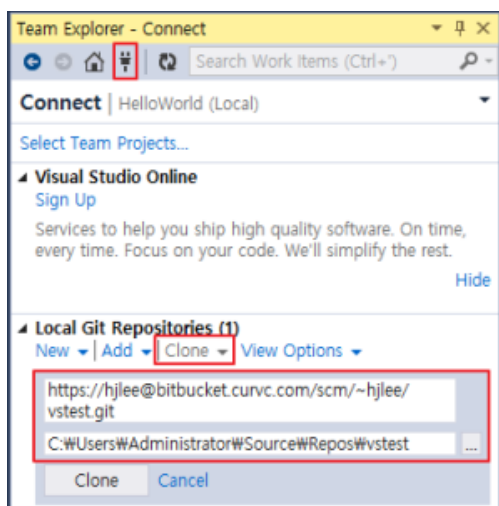 Team Explorer - Connect
Search Work Items (Ctrl+')
Connect | HelloWorld (Local)
Select Team Projects...
Visual Studio Online
Sign Up
Services to help you ship high quality software. On time,
every time. Focus on your code. We'll simplify the rest.
Hide
Local Git Repositories (1)
New | Add | Clone View Options
https://hjlee@bitbucket.curvc.com/scm/~hjlee/
vstest.git
C:₩Users₩Administrator₩Source₩Repos₩vstest
...
Clone Cancel